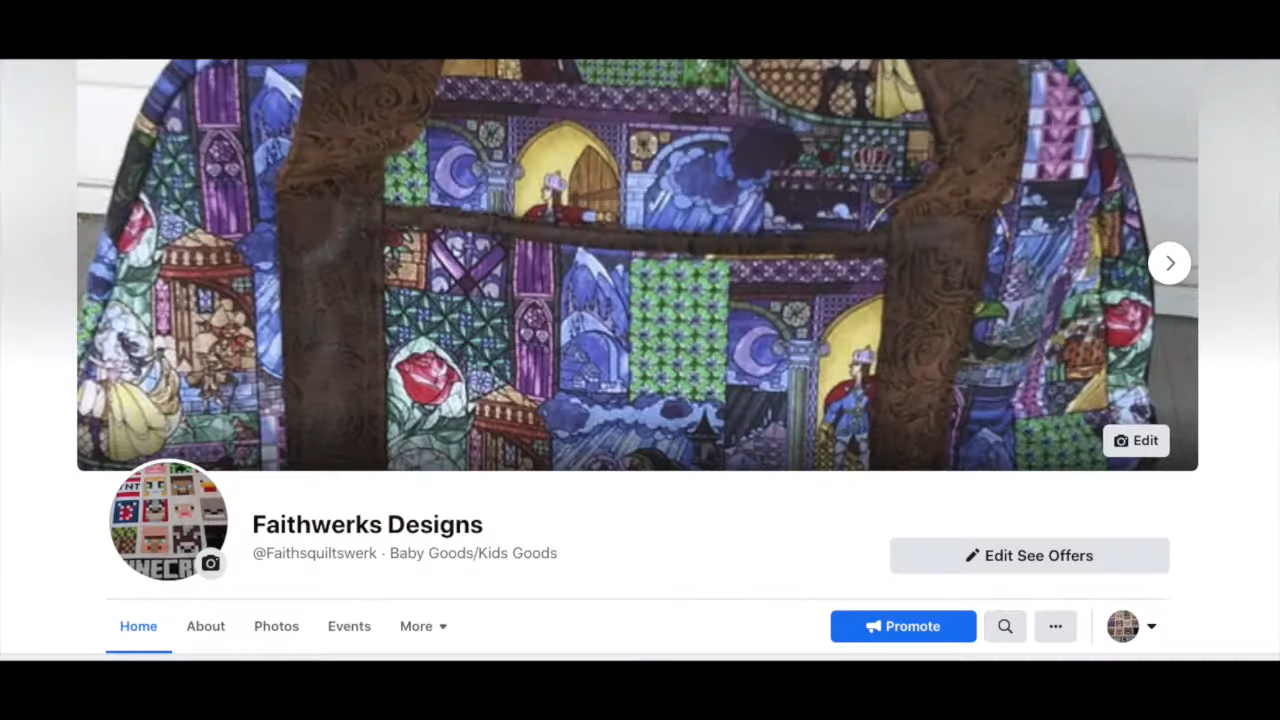 Edit
Faithwerks Designs
@Faithsquiltswerk · Baby Goods/Kids Goods
Edit See Offers
Home About Photos Events More
Promote